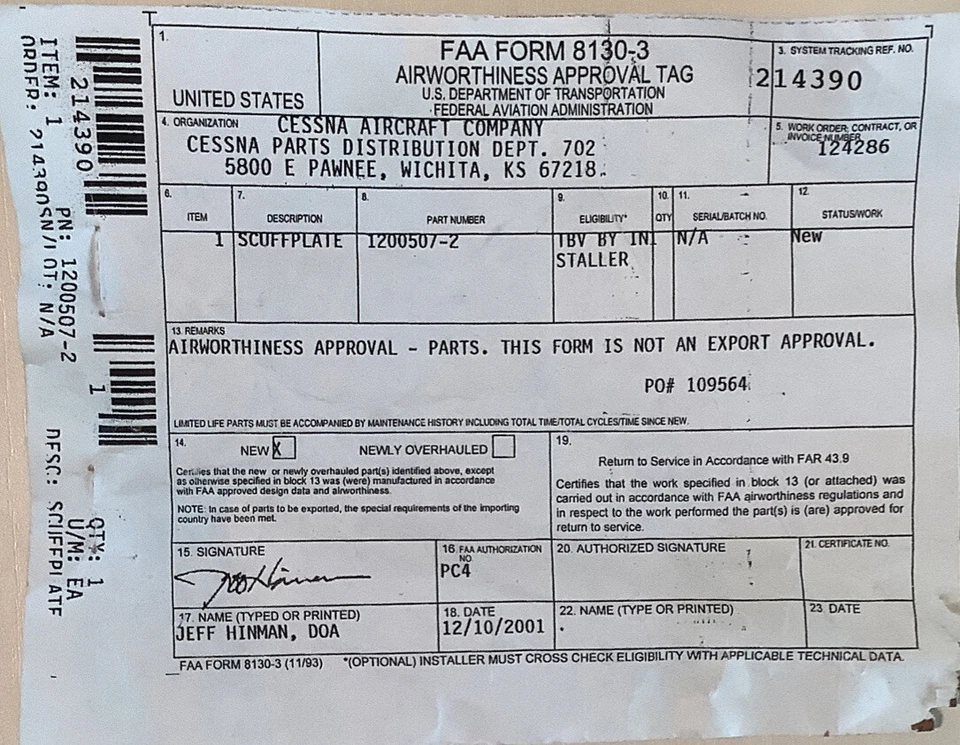 ITEM: 1
ORDER: 214390
SN/LOT: N/A
214390
PN: 1200507-2
1
DESC: SCUFFPLATE
QTY: 1
U/M: EA
1.
UNITED STATES
FAA FORM 8130-3
AIRWORTHINESS APPROVAL TAG
U.S. DEPARTMENT OF TRANSPORTATION
FEDERAL AVIATION ADMINISTRATION
3. SYSTEM TRACKING REF. NO.
214390
4. ORGANIZATION
CESSNA AIRCRAFT COMPANY
CESSNA PARTS DISTRIBUTION DEPT. 702
5800 E PAWNEE, WICHITA, KS 67218.
5. WORK ORDER, CONTRACT, OR
INVOICE NUMBER
124286
6. ITEM
7. DESCRIPTION
8. PART NUMBER
9. ELIGIBILITY*
10. QTY
11. SERIAL/BATCH NO.
12. STATUS/WORK
1 SCUFFPLATE 1200507-2 TBV BY IN 1 N/A New
STALLER
13. REMARKS
AIRWORTHINESS APPROVAL - PARTS. THIS FORM IS NOT AN EXPORT APPROVAL.
PO# 109564
LIMITED LIFE PARTS MUST BE ACCOMPANIED BY MAINTENANCE HISTORY INCLUDING TOTAL TIME/TOTAL CYCLES/TIME SINCE NEW.
14.
NEW X NEWLY OVERHAULED
Certifies that the new or newly overhauled part(s) identified above, except
as otherwise specified in block 13 was (were) manufactured in accordance
with FAA approved design data and airworthiness.
NOTE: In case of parts to be exported, the special requirements of the importing
country have been met.
19.
Return to Service in Accordance with FAR 43.9
Certifies that the work specified in block 13 (or attached) was
carried out in accordance with FAA airworthiness regulations and
in respect to the work performed the part(s) is (are) approved for
return to service.
15. SIGNATURE
16. FAA AUTHORIZATION
NO.
PC4
20. AUTHORIZED SIGNATURE
21. CERTIFICATE NO.
17. NAME (TYPED OR PRINTED)
JEFF HINMAN, DOA
18. DATE
12/10/2001
22. NAME (TYPE OR PRINTED)
23. DATE
FAA FORM 8130-3 (11/93) *(OPTIONAL) INSTALLER MUST CROSS CHECK ELIGIBILITY WITH APPLICABLE TECHNICAL DATA.